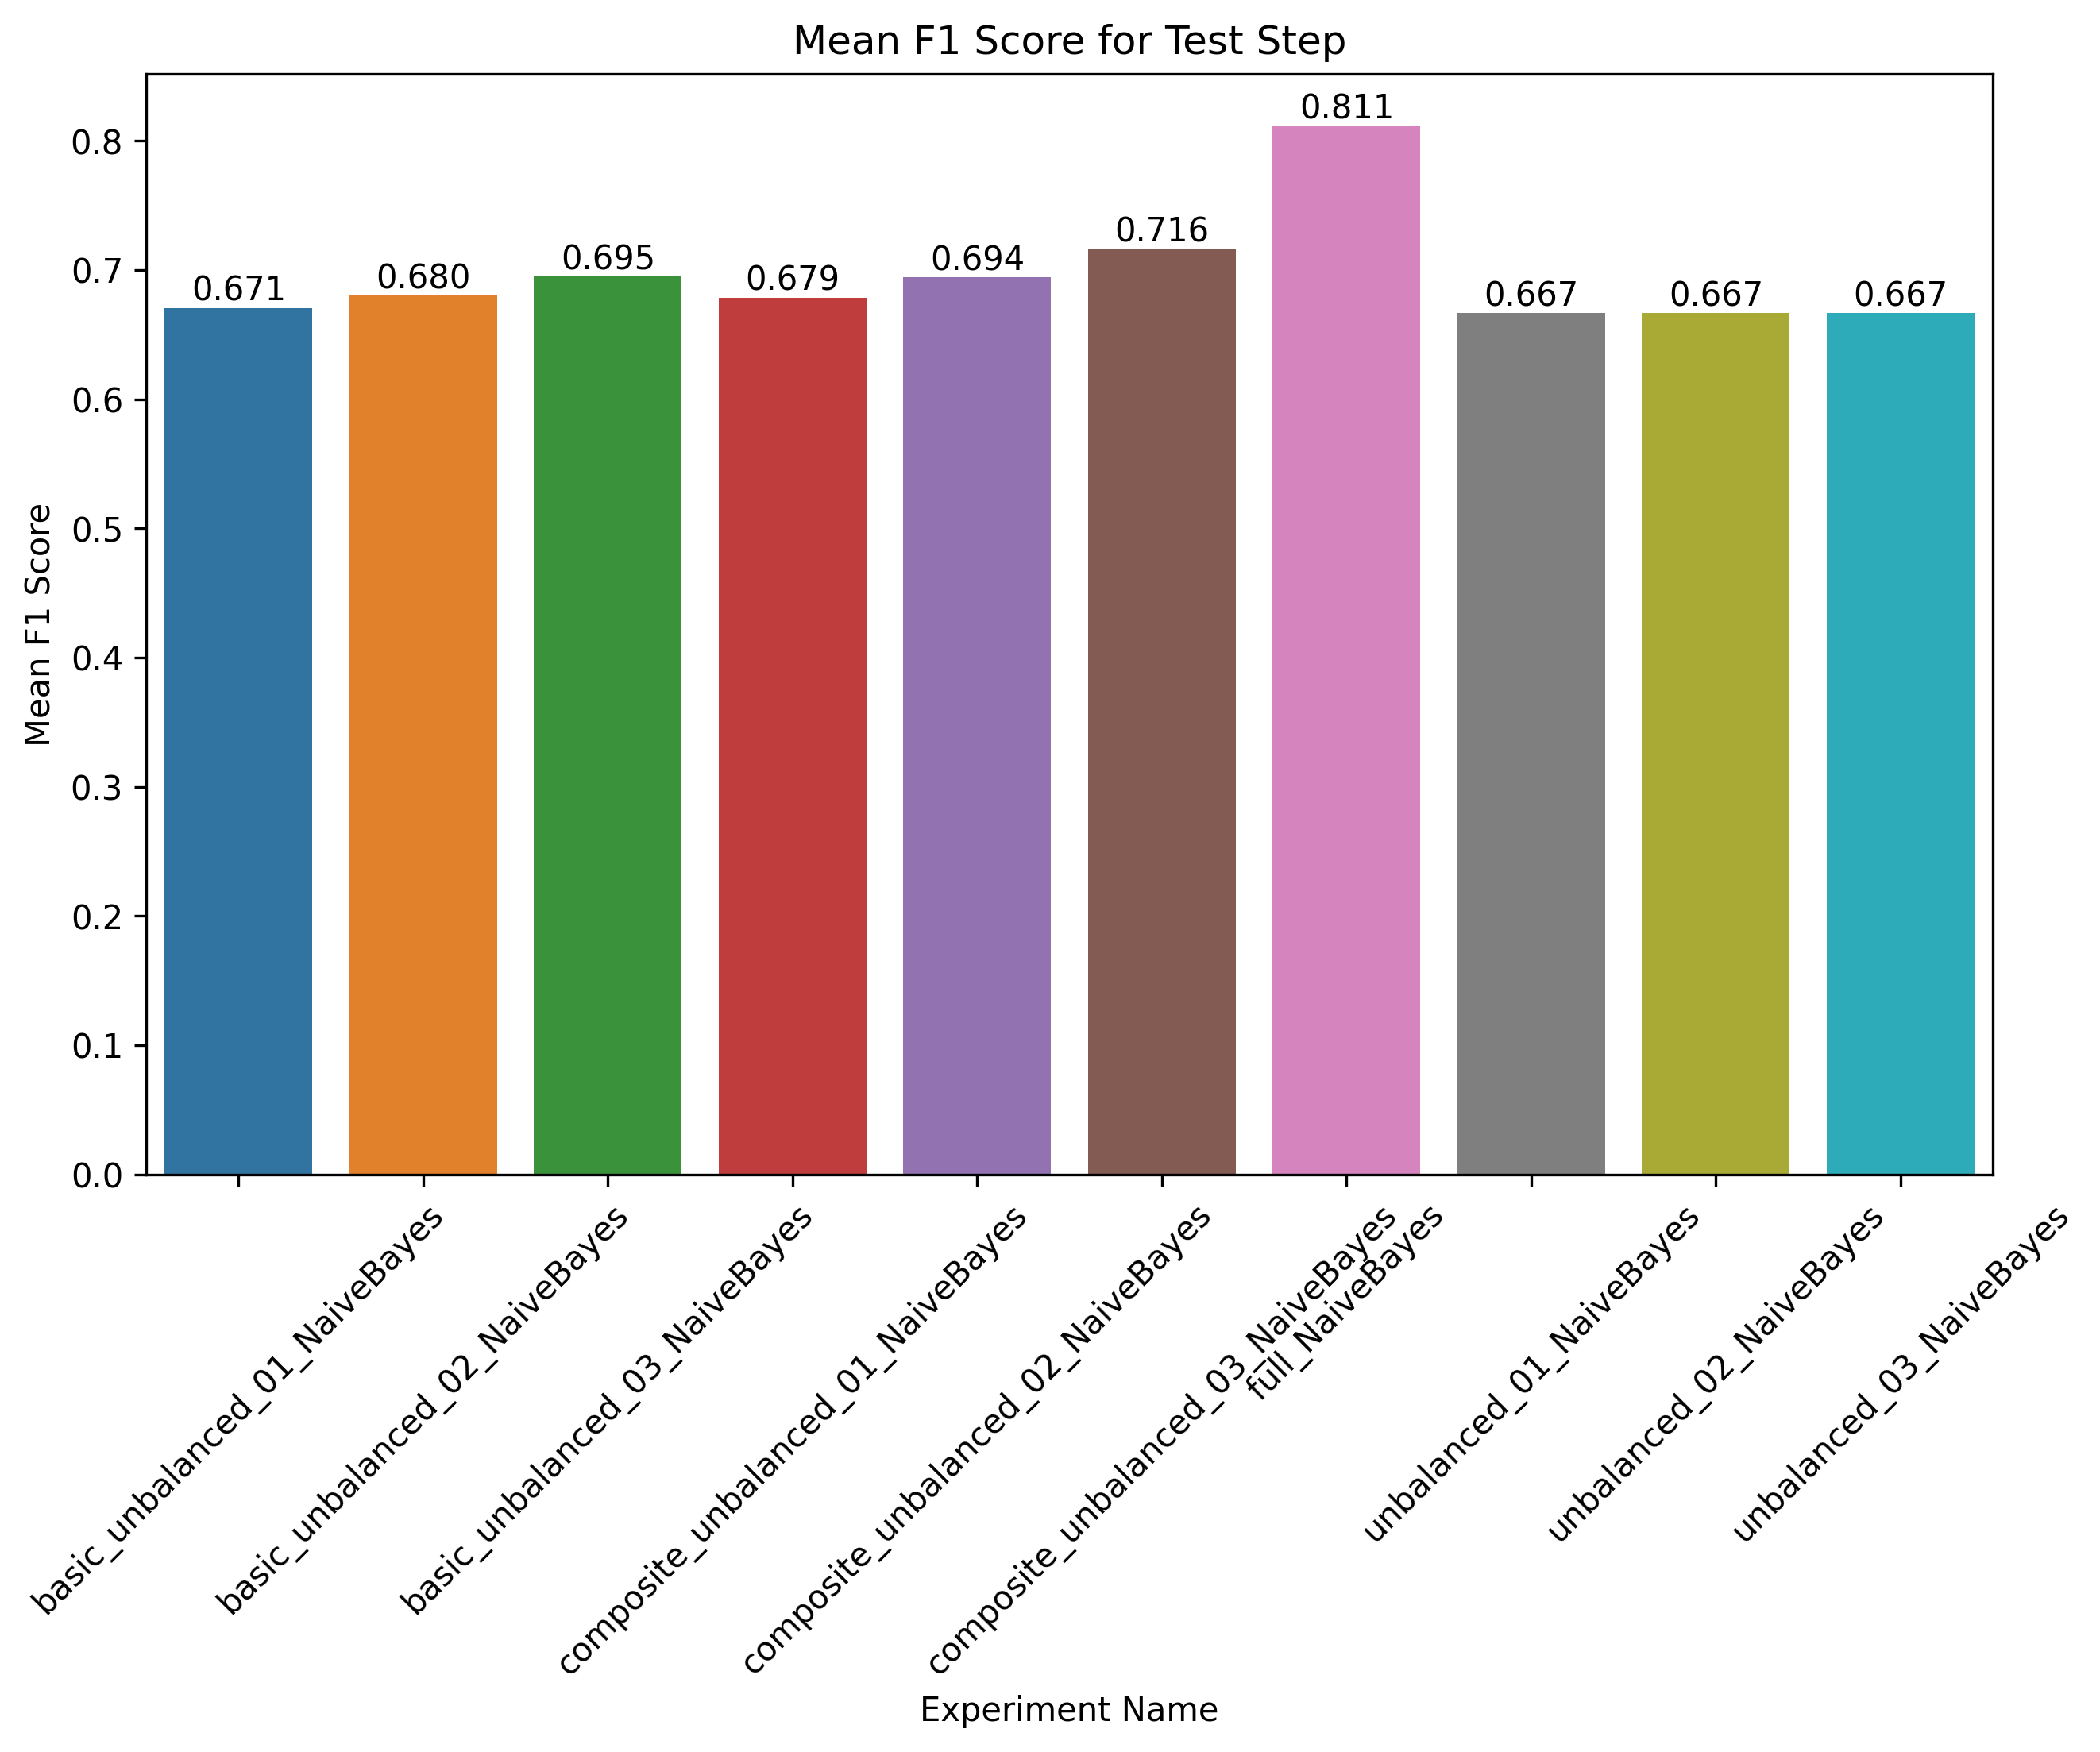 Mean F1 Score for Test Step
Mean F1 Score
0.8
0.7
0.6
0.5
0.4
0.3
0.2
0.1
0.0
0.671
0.680
0.695
0.679
0.694
0.716
0.811
0.667
0.667
0.667
basic_unbalanced_01_NaiveBayes
basic_unbalanced_02_NaiveBayes
basic_unbalanced_03_NaiveBayes
composite_unbalanced_01_NaiveBayes
composite_unbalanced_02_NaiveBayes
composite_unbalanced_03_NaiveBayes
full_NaiveBayes
unbalanced_01_NaiveBayes
unbalanced_02_NaiveBayes
unbalanced_03_NaiveBayes
Experiment Name